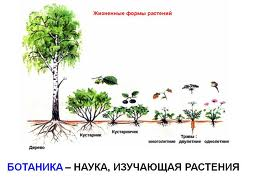 Жизненные формы растений
Дерево
Кустарник
Кустарничек
Травы :
многолетние двулетние однолетние
БОТАНИКА – НАУКА, ИЗУЧАЮЩАЯ РАСТЕНИЯ